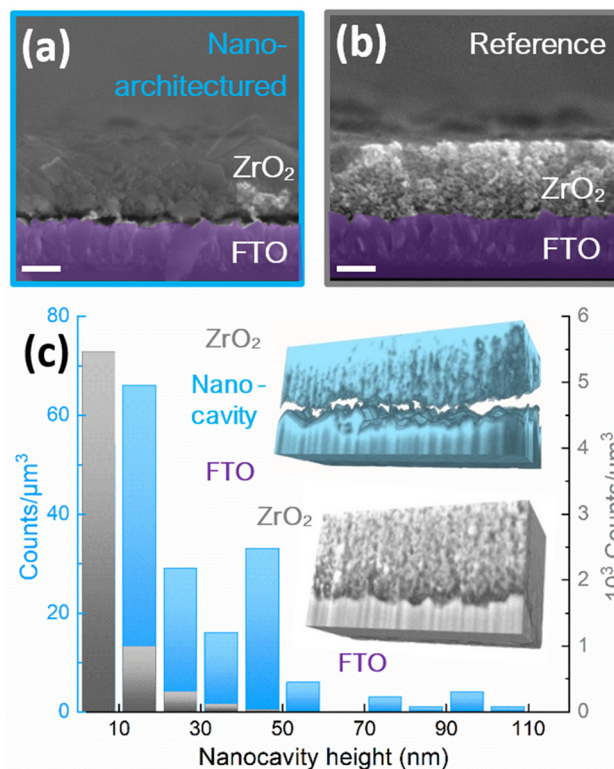 (a)
Nano-
architectured
ZrO₂
FTO
(b)
Reference
ZrO₂
FTO
(c)
80
60
40
20
0
Counts/µm³
ZrO₂
Nano-
cavity
FTO
ZrO₂
FTO
6
5
4
3
2
1
0
10³ Counts/µm³
10 30 50 70 90 110
Nanocavity height (nm)